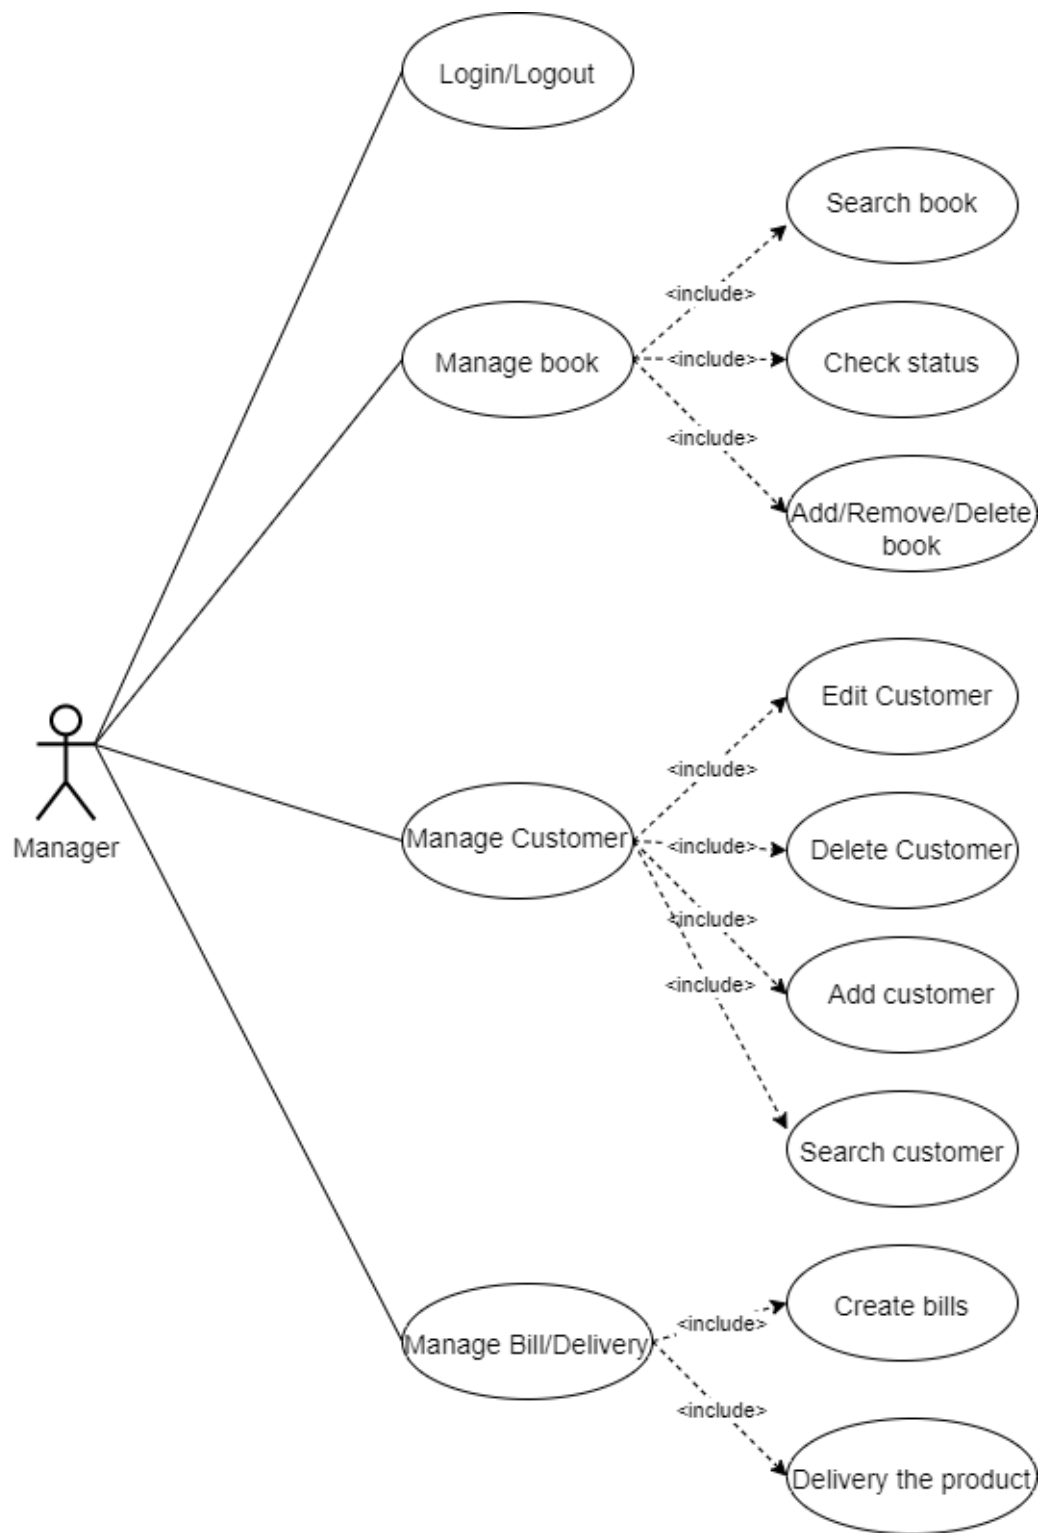 Login/Logout
Search book
<include>
Manage book
<include>
Check status
<include>
Add/Remove/Delete
book
Edit Customer
<include>
Manager
Manage Customer
<include>
Delete Customer
<include>
Add customer
<include>
Search customer
Create bills
<include>
Manage Bill/Delivery
<include>
Delivery the product